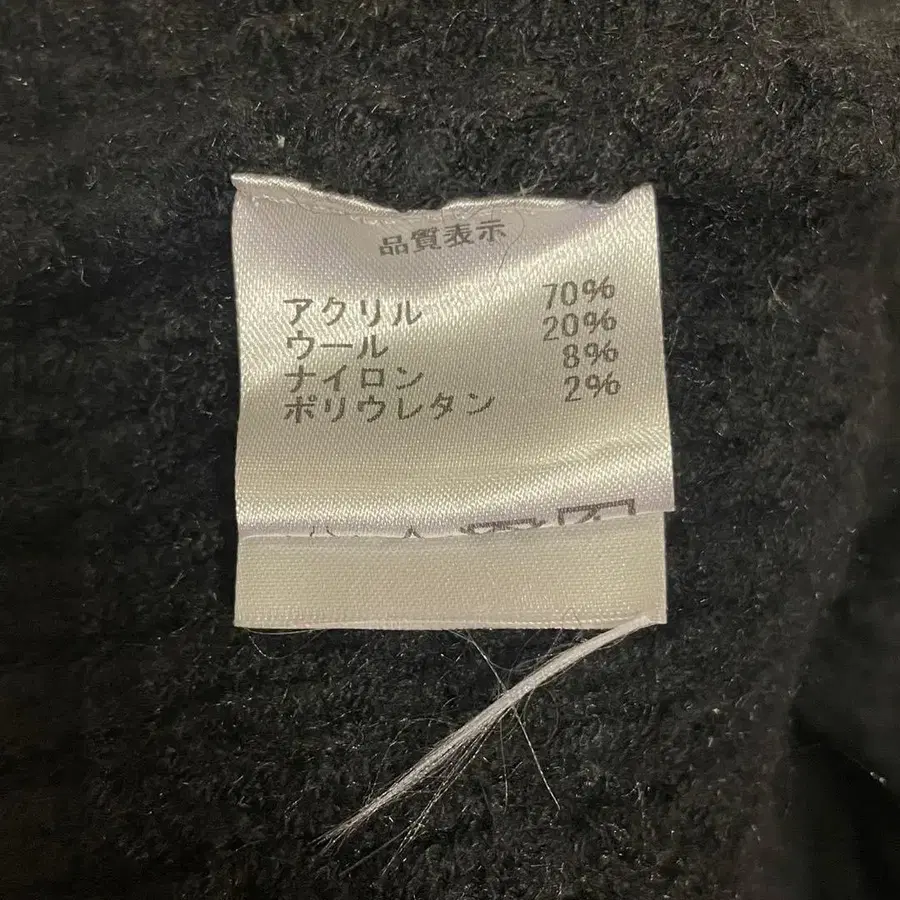 品質表示
アクリル 70%
ウール 20%
ナイロン 8%
ポリウレタン 2%